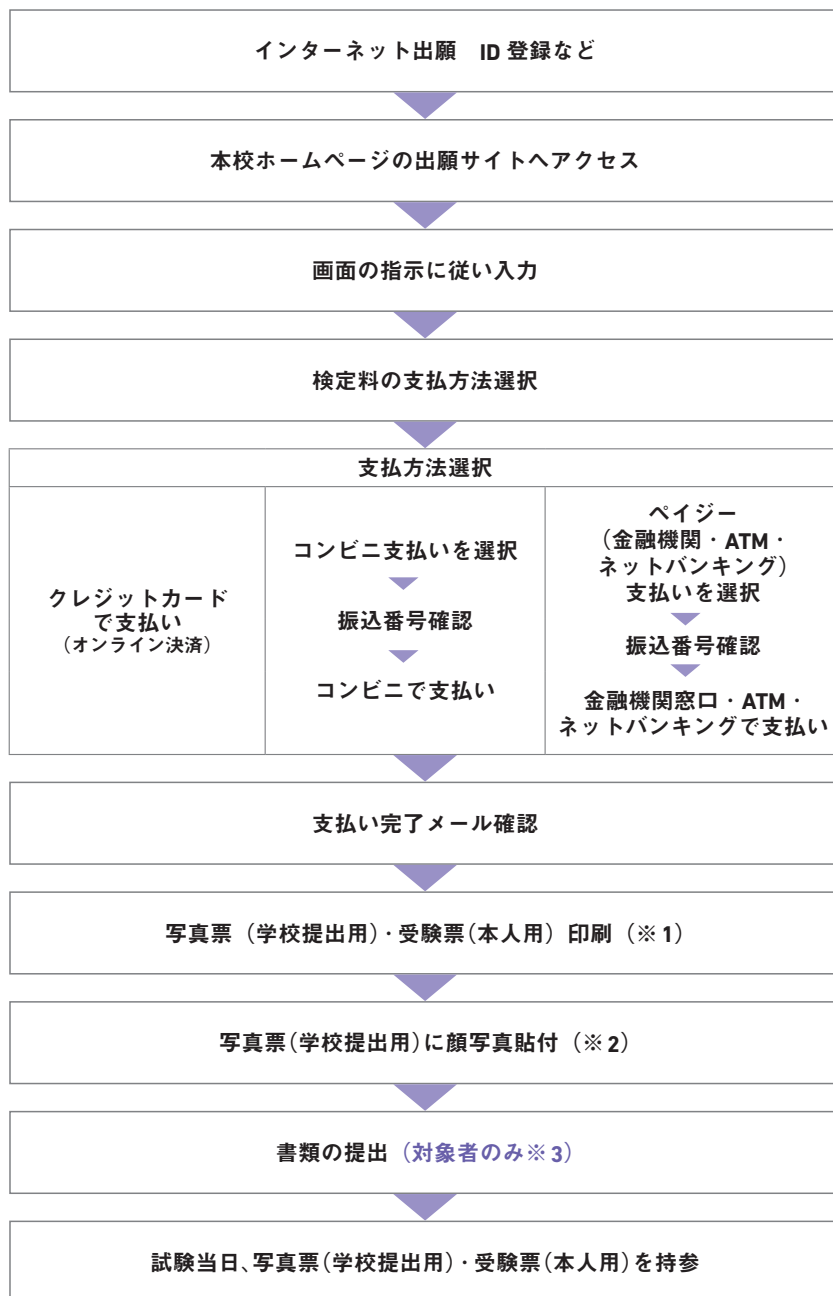 インターネット出願　ID 登録など
本校ホームページの出願サイトへアクセス
画面の指示に従い入力
検定料の支払方法選択
支払方法選択
クレジットカード
で支払い
（オンライン決済）
コンビニ支払いを選択
振込番号確認
コンビニで支払い
ペイジー
（金融機関・ATM・
ネットバンキング）
支払いを選択
振込番号確認
金融機関窓口・ATM・
ネットバンキングで支払い
支払い完了メール確認
写真票（学校提出用）・受験票（本人用）印刷（※1）
写真票（学校提出用）に顔写真貼付（※2）
書類の提出（対象者のみ※3）
試験当日、写真票（学校提出用）・受験票（本人用）を持参